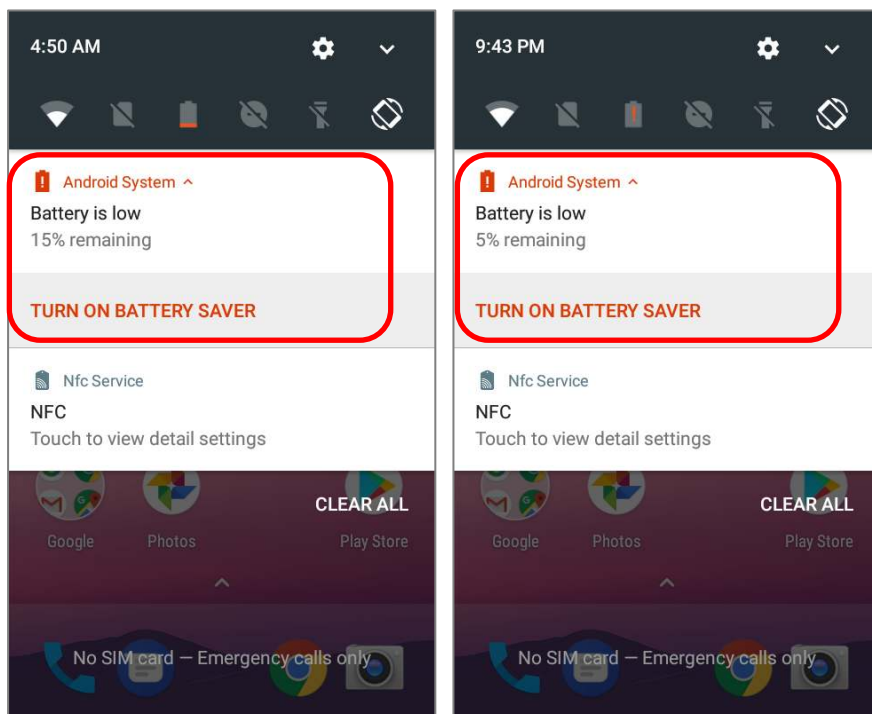 4:50 AM
Android System
Battery is low
15% remaining
TURN ON BATTERY SAVER
Nfc Service
NFC
Touch to view detail settings
CLEAR ALL
Google
Photos
Play Store
No SIM card — Emergency calls only
9:43 PM
Android System
Battery is low
5% remaining
TURN ON BATTERY SAVER
Nfc Service
NFC
Touch to view detail settings
CLEAR ALL
Google
Photos
Play Store
No SIM card — Emergency calls only